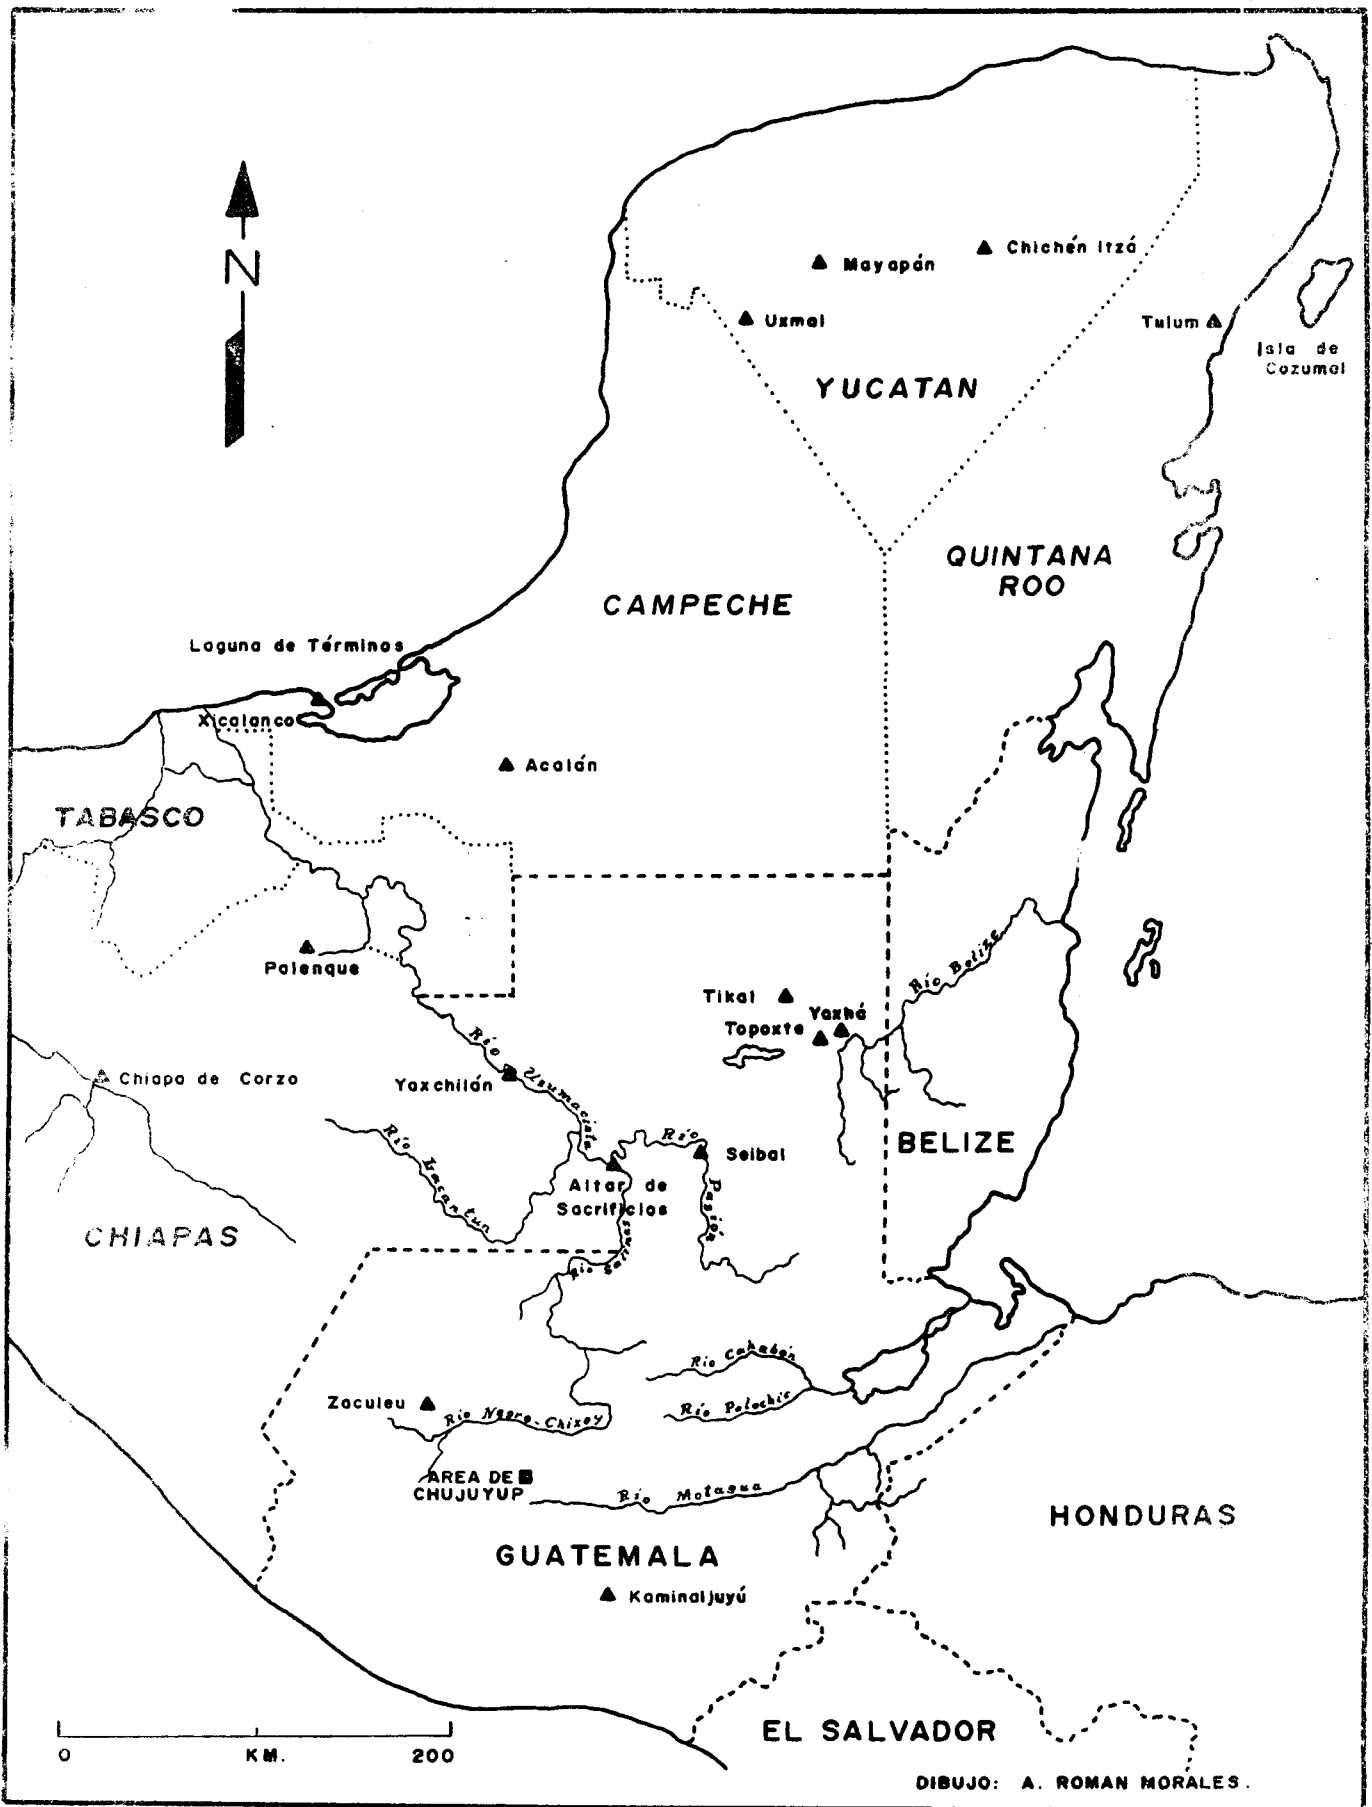 N
Mayapán
Chichén Itzá
Uxmal
Tulum
Isla de
Cozumel
YUCATAN
QUINTANA
ROO
CAMPECHE
Laguna de Términos
Xicalanco
Acalán
TABASCO
Palenque
Río Belize
Tikal
Yaxhá
Topoxte
Río Usumacinta
Chiapa de Corzo
Yaxchilán
BELIZE
Río Lacantun
Río Pasión
Seibal
Altar de
Sacrificios
CHIAPAS
Río Salinas
Río Cahabón
Zaculeu
Río Polochic
Río Negro-Chixoy
AREA DE
CHUJUYUP
Río Motagua
HONDURAS
GUATEMALA
Kaminaljuyú
EL SALVADOR
0 KM. 200
DIBUJO: A. ROMAN MORALES.